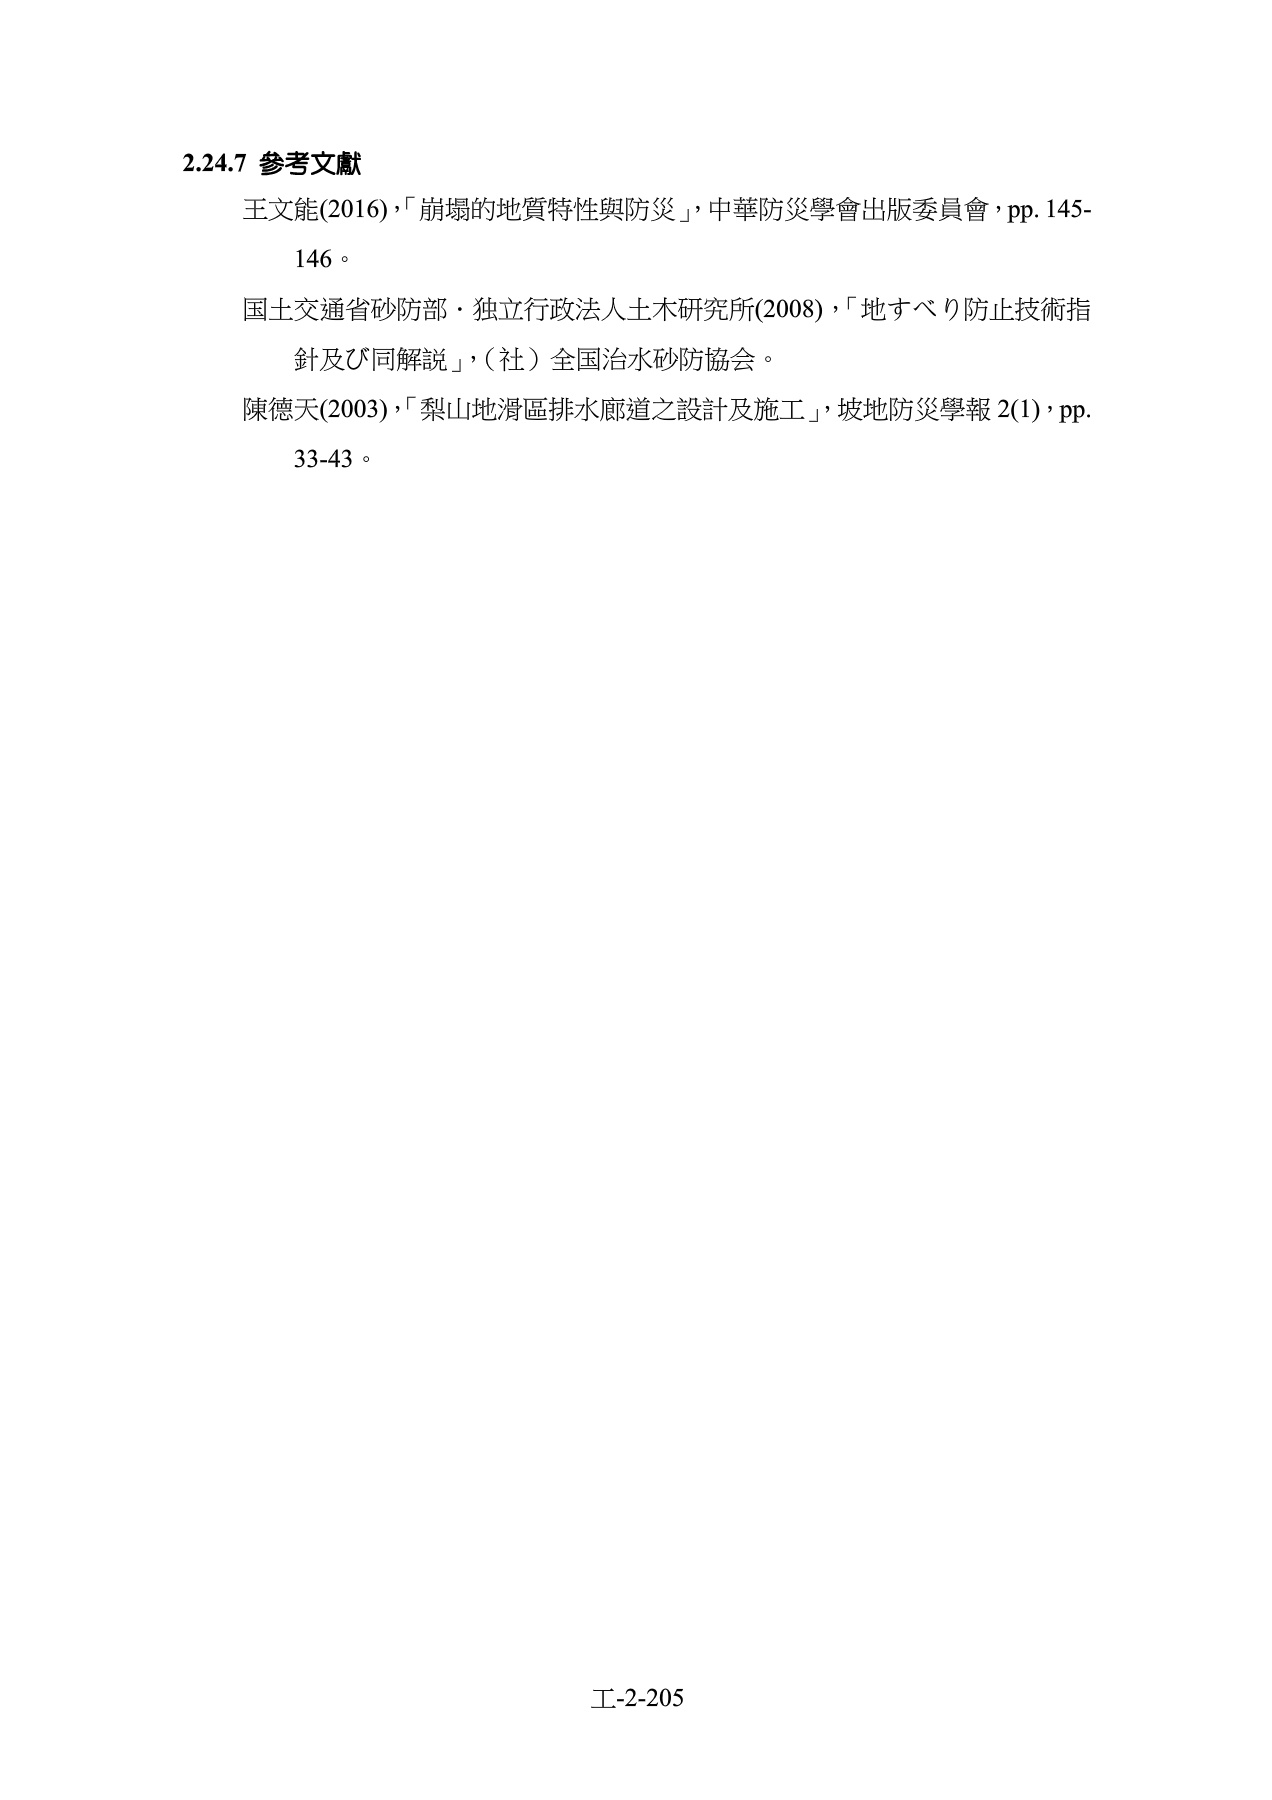 2.24.7 參考文獻
王文能(2016)，「崩塌的地質特性與防災」，中華防災學會出版委員會，pp. 145-
146。
国土交通省砂防部・独立行政法人土木研究所(2008)，「地すべり防止技術指
針及び同解説」，（社）全国治水砂防協会。
陳德天(2003)，「梨山地滑區排水廊道之設計及施工」，坡地防災學報 2(1)，pp.
33-43。
工-2-205